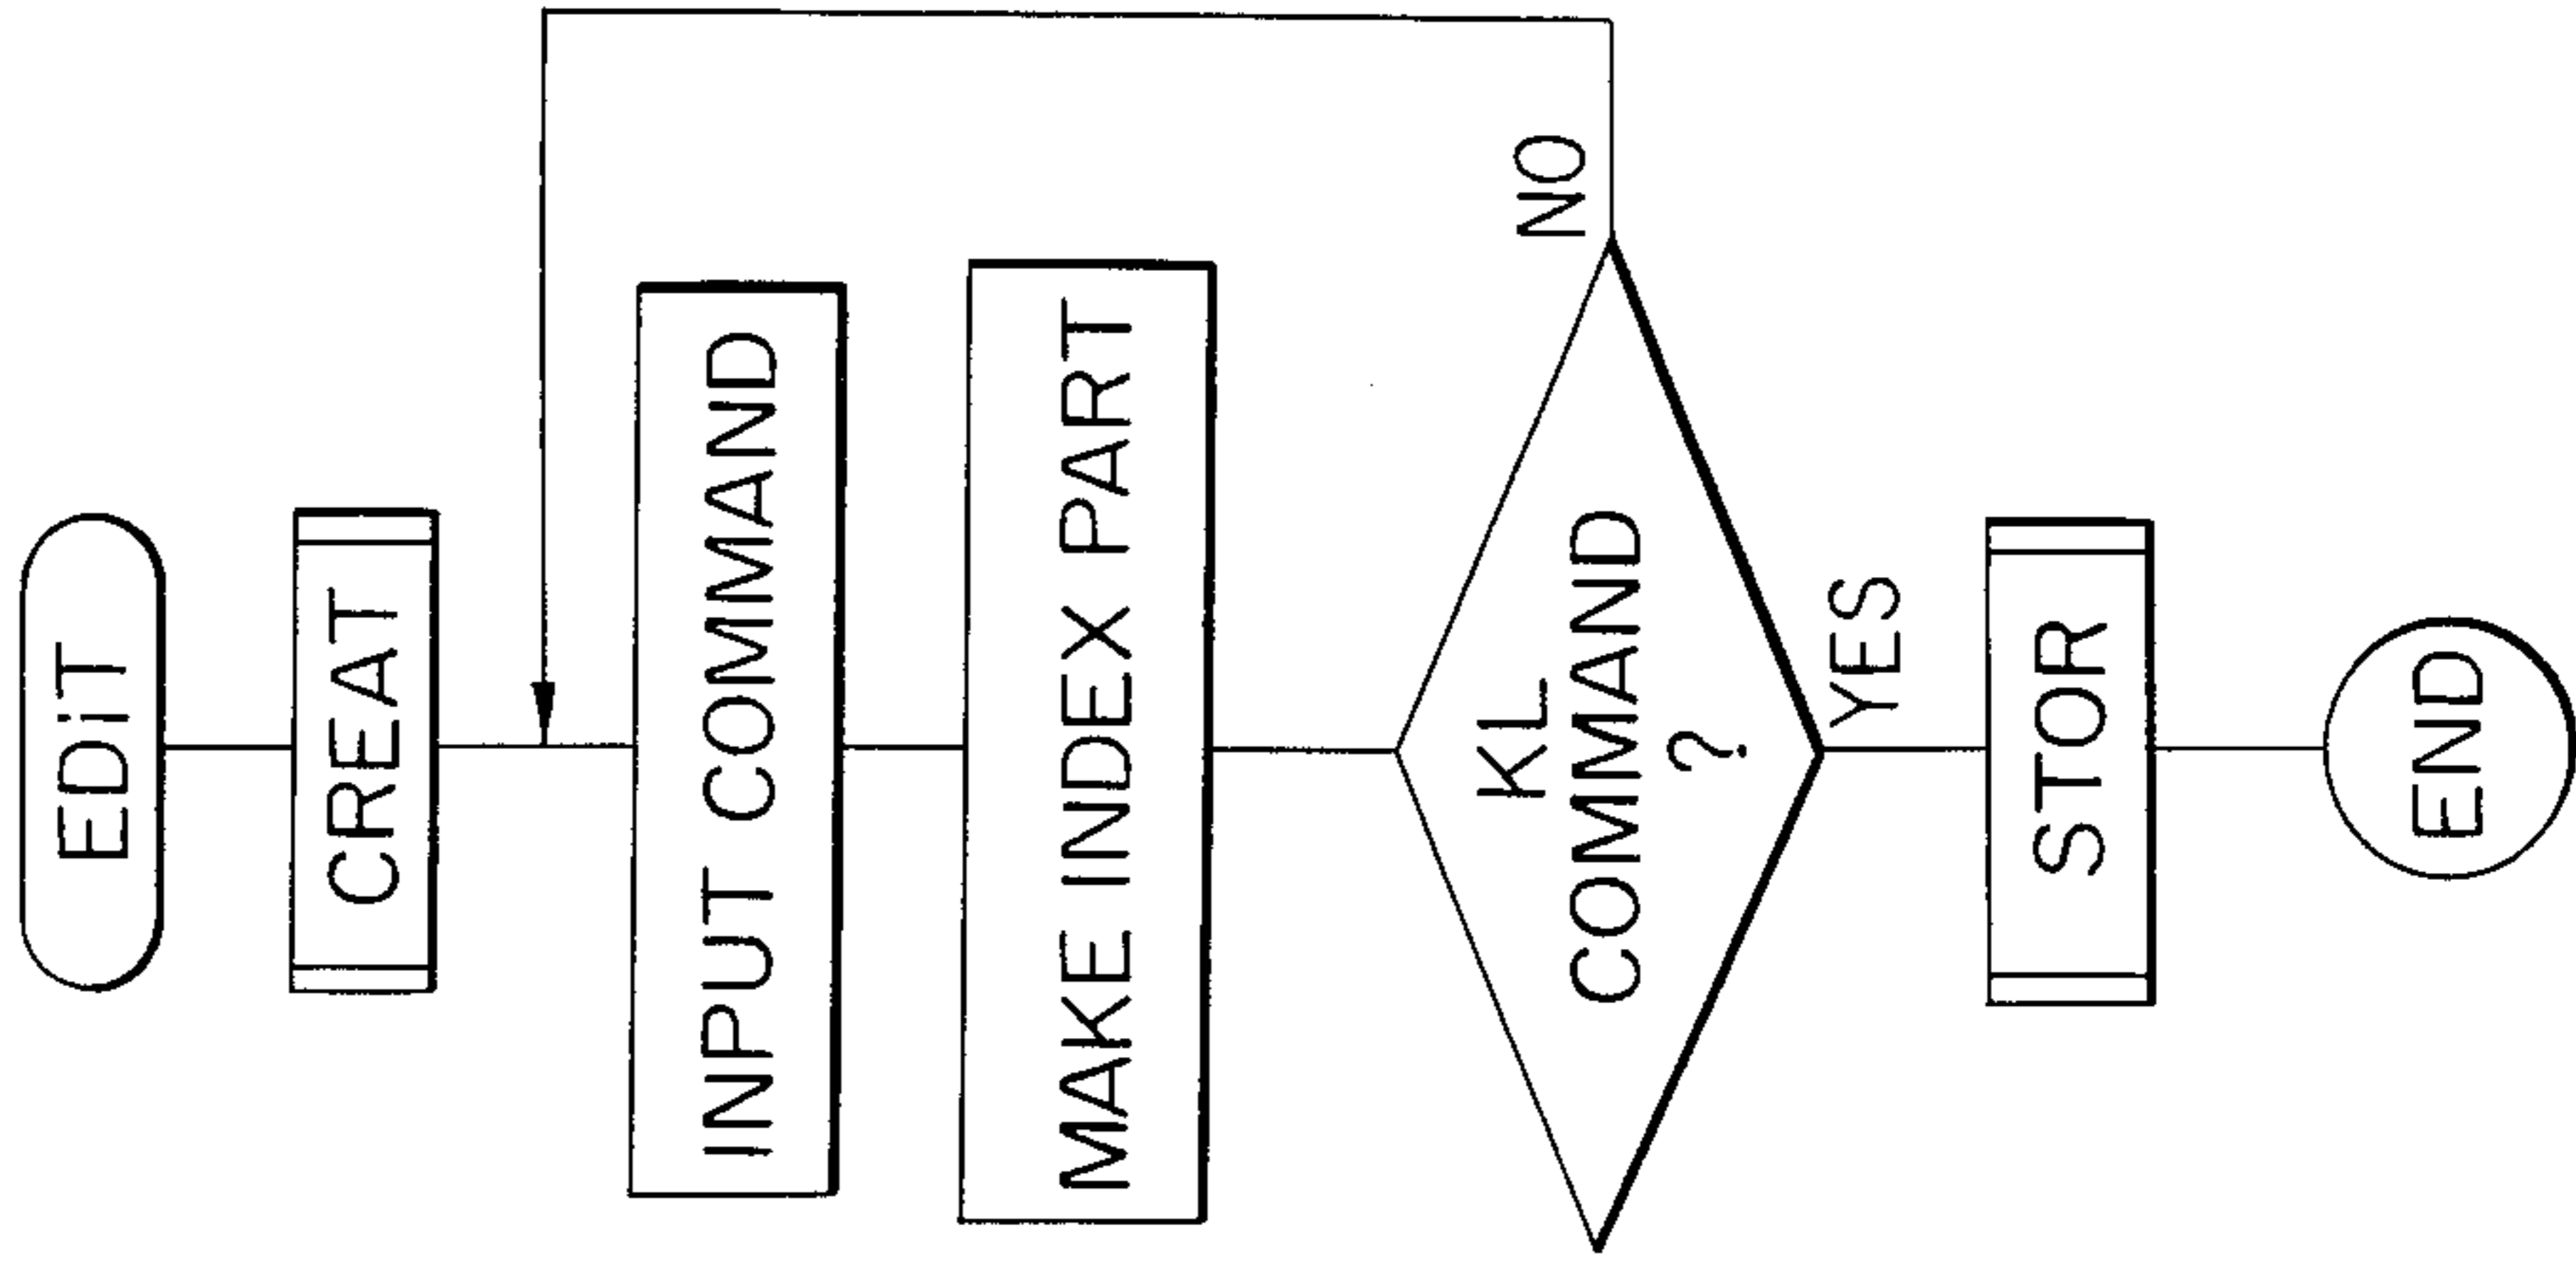 EDiT
CREAT
INPUT COMMAND
MAKE INDEX PART
KL
COMMAND
?
NO
YES
STOR
END